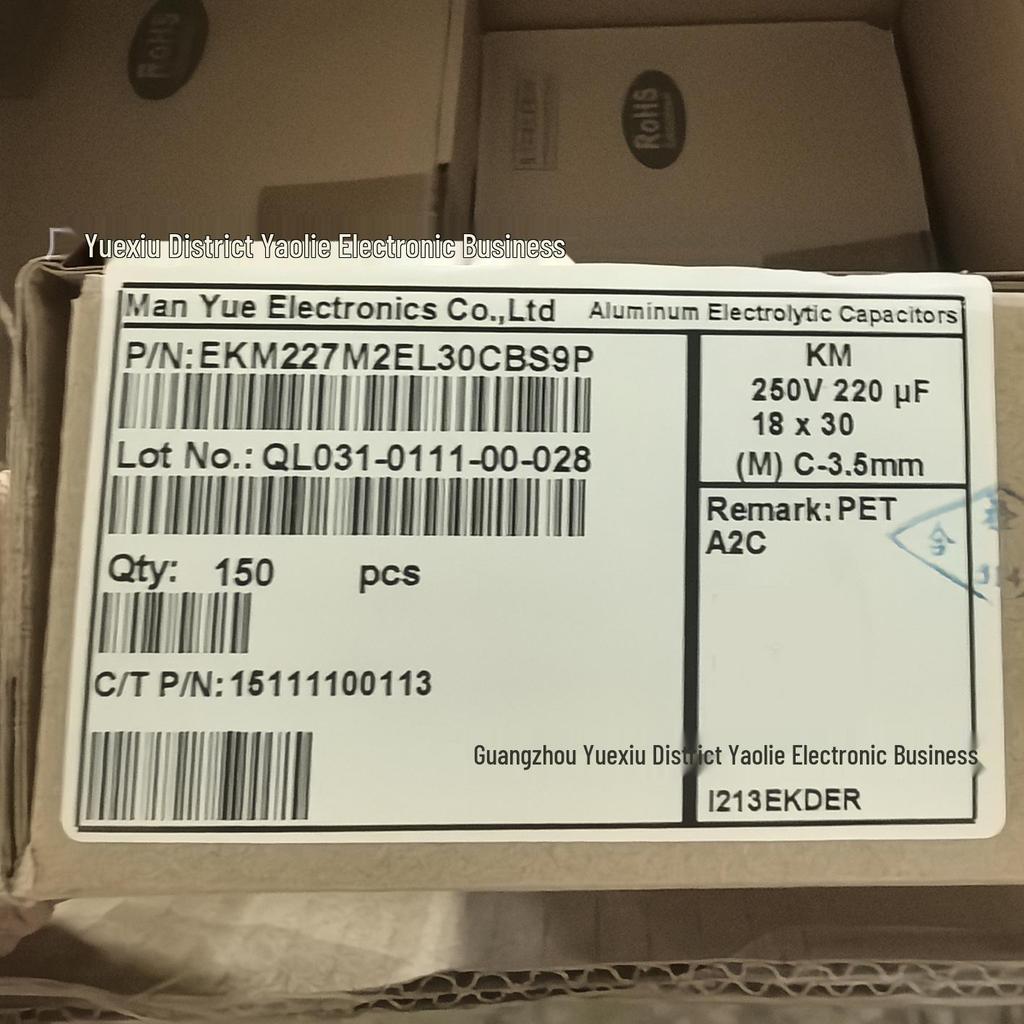 RoHS
RoHS
Yuexiu District Yaolie Electronic Business
Man Yue Electronics Co.,Ltd Aluminum Electrolytic Capacitors
P/N:EKM227M2EL30CBS9P
KM
250V 220 µF
18 x 30
(M) C-3.5mm
Lot No.: QL031-0111-00-028
Remark: PET
A2C
Qty: 150 pcs
C/T P/N:15111100113
Guangzhou Yuexiu District Yaolie Electronic Business
I213EKDER